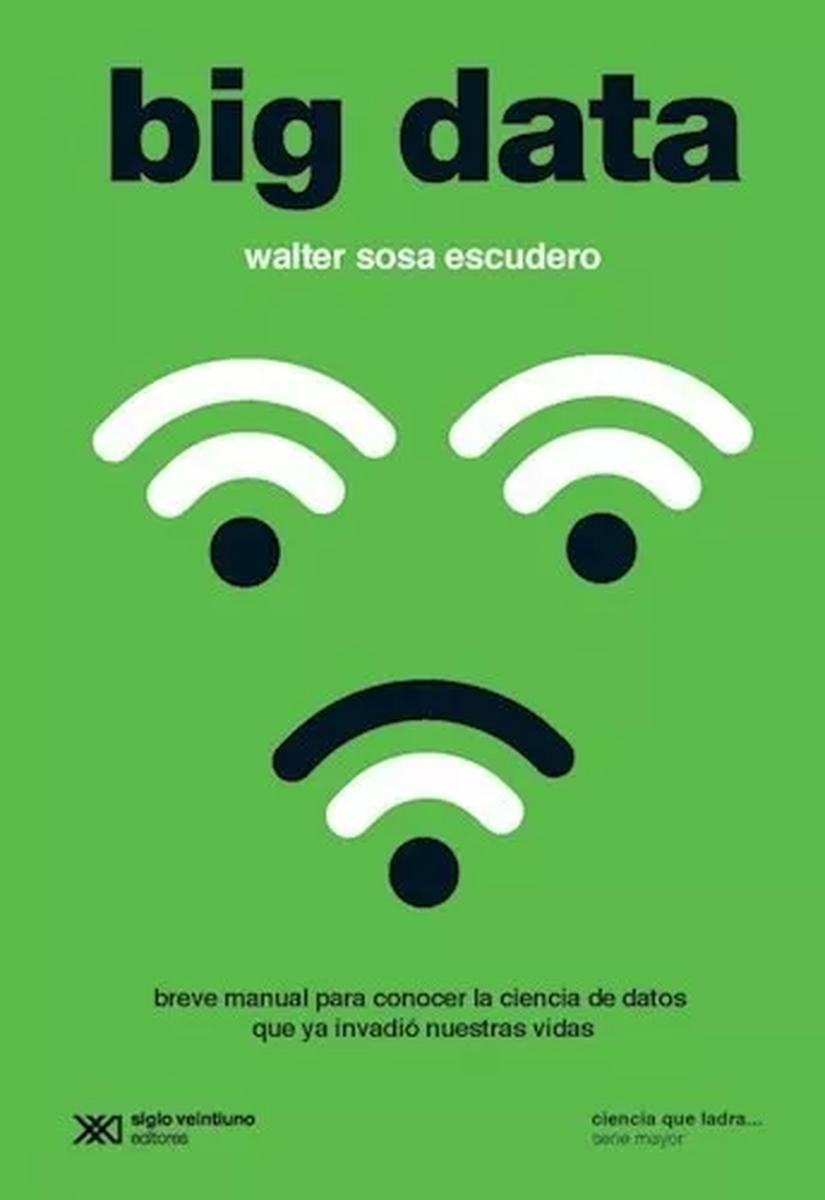 big data
walter sosa escudero
breve manual para conocer la ciencia de datos
que ya invadió nuestras vidas
siglo veintiuno
editores
ciencia que ladra...
serie mayor